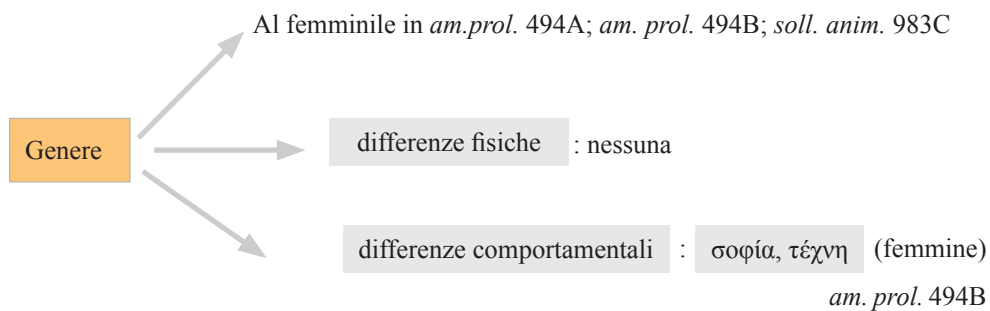 Al femminile in am.prol. 494A; am. prol. 494B; soll. anim. 983C
Genere
differenze fisiche : nessuna
differenze comportamentali : σοφία, τέχνη (femmine)
am. prol. 494B